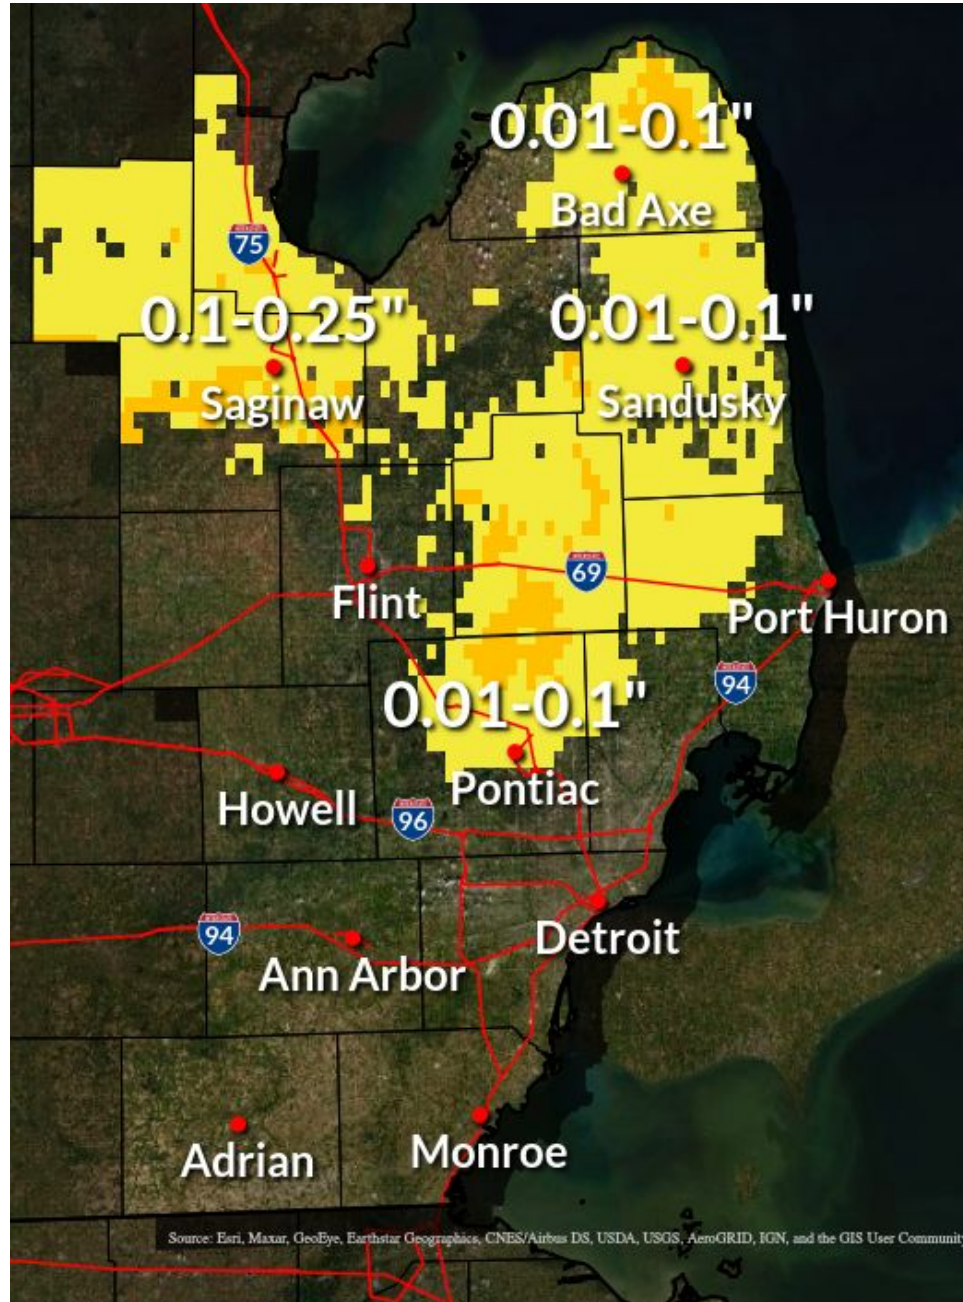 0.01-0.1"
Bad Axe
75
0.1-0.25"
0.01-0.1"
Saginaw
Sandusky
69
Flint
Port Huron
94
0.01-0.1"
Pontiac
Howell
96
94
Detroit
Ann Arbor
Monroe
Adrian
Source: Esri, Maxar, GeoEye, Earthstar Geographics, CNES/Airbus DS, USDA, USGS, AeroGRID, IGN, and the GIS User Community